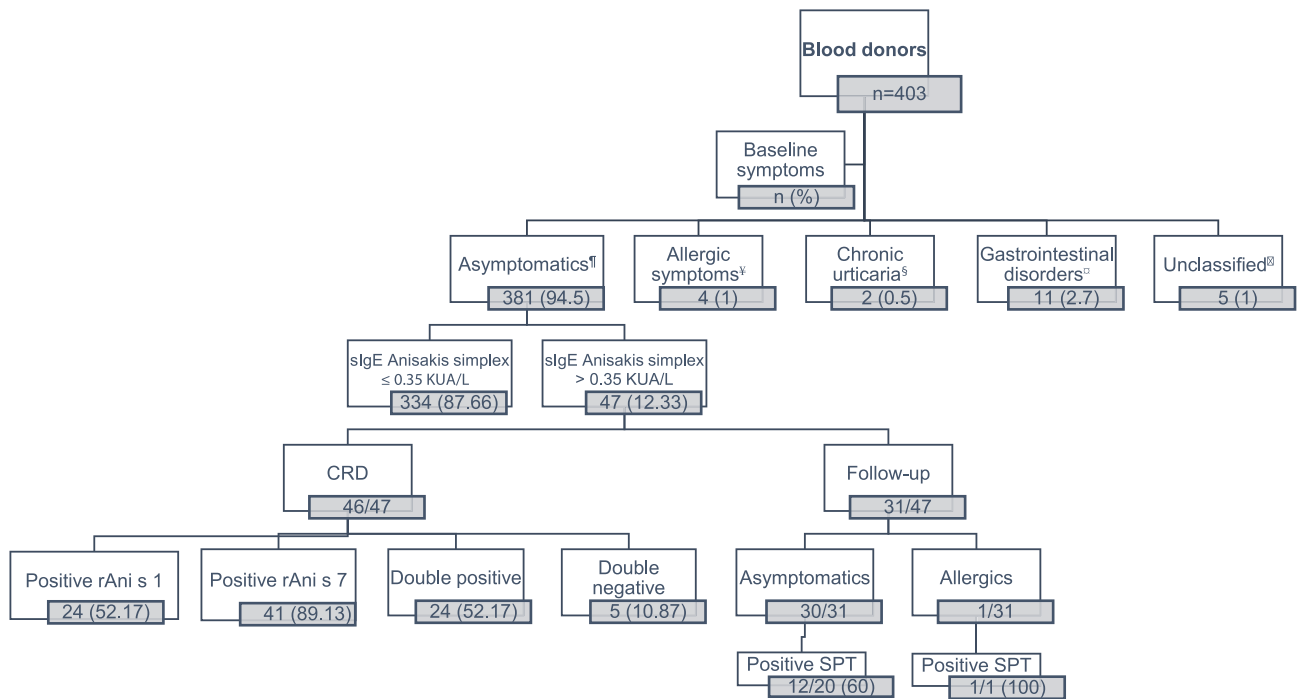 Blood donors
n=403
Baseline
symptoms
n (%)
Asymptomatics¶
381 (94.5)
Allergic
symptoms¥
4 (1)
Chronic
urticaria§
2 (0.5)
Gastrointestinal
disorders¤
11 (2.7)
Unclassified
5 (1)
sIgE Anisakis simplex
≤ 0.35 KUA/L
334 (87.66)
sIgE Anisakis simplex
> 0.35 KUA/L
47 (12.33)
CRD
46/47
Follow-up
31/47
Positive rAni s 1
24 (52.17)
Positive rAni s 7
41 (89.13)
Double positive
24 (52.17)
Double
negative
5 (10.87)
Asymptomatics
30/31
Allergics
1/31
Positive SPT
12/20 (60)
Positive SPT
1/1 (100)